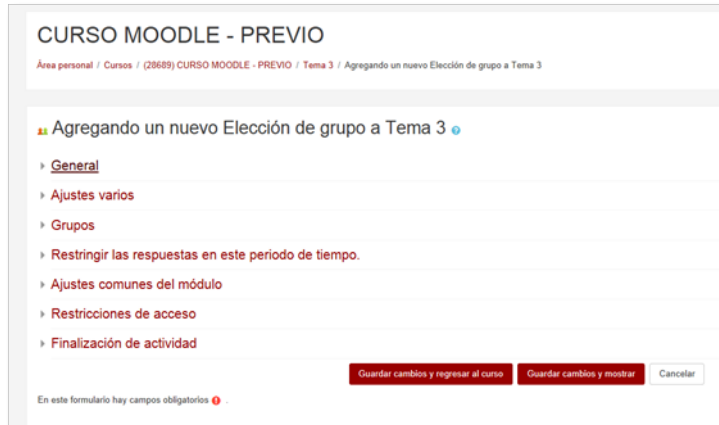 CURSO MOODLE - PREVIO
Área personal / Cursos / (28689) CURSO MOODLE - PREVIO / Tema 3 / Agregando un nuevo Elección de grupo a Tema 3
Agregando un nuevo Elección de grupo a Tema 3
General
Ajustes varios
Grupos
Restringir las respuestas en este periodo de tiempo.
Ajustes comunes del módulo
Restricciones de acceso
Finalización de actividad
Guardar cambios y regresar al curso Guardar cambios y mostrar Cancelar
En este formulario hay campos obligatorios .